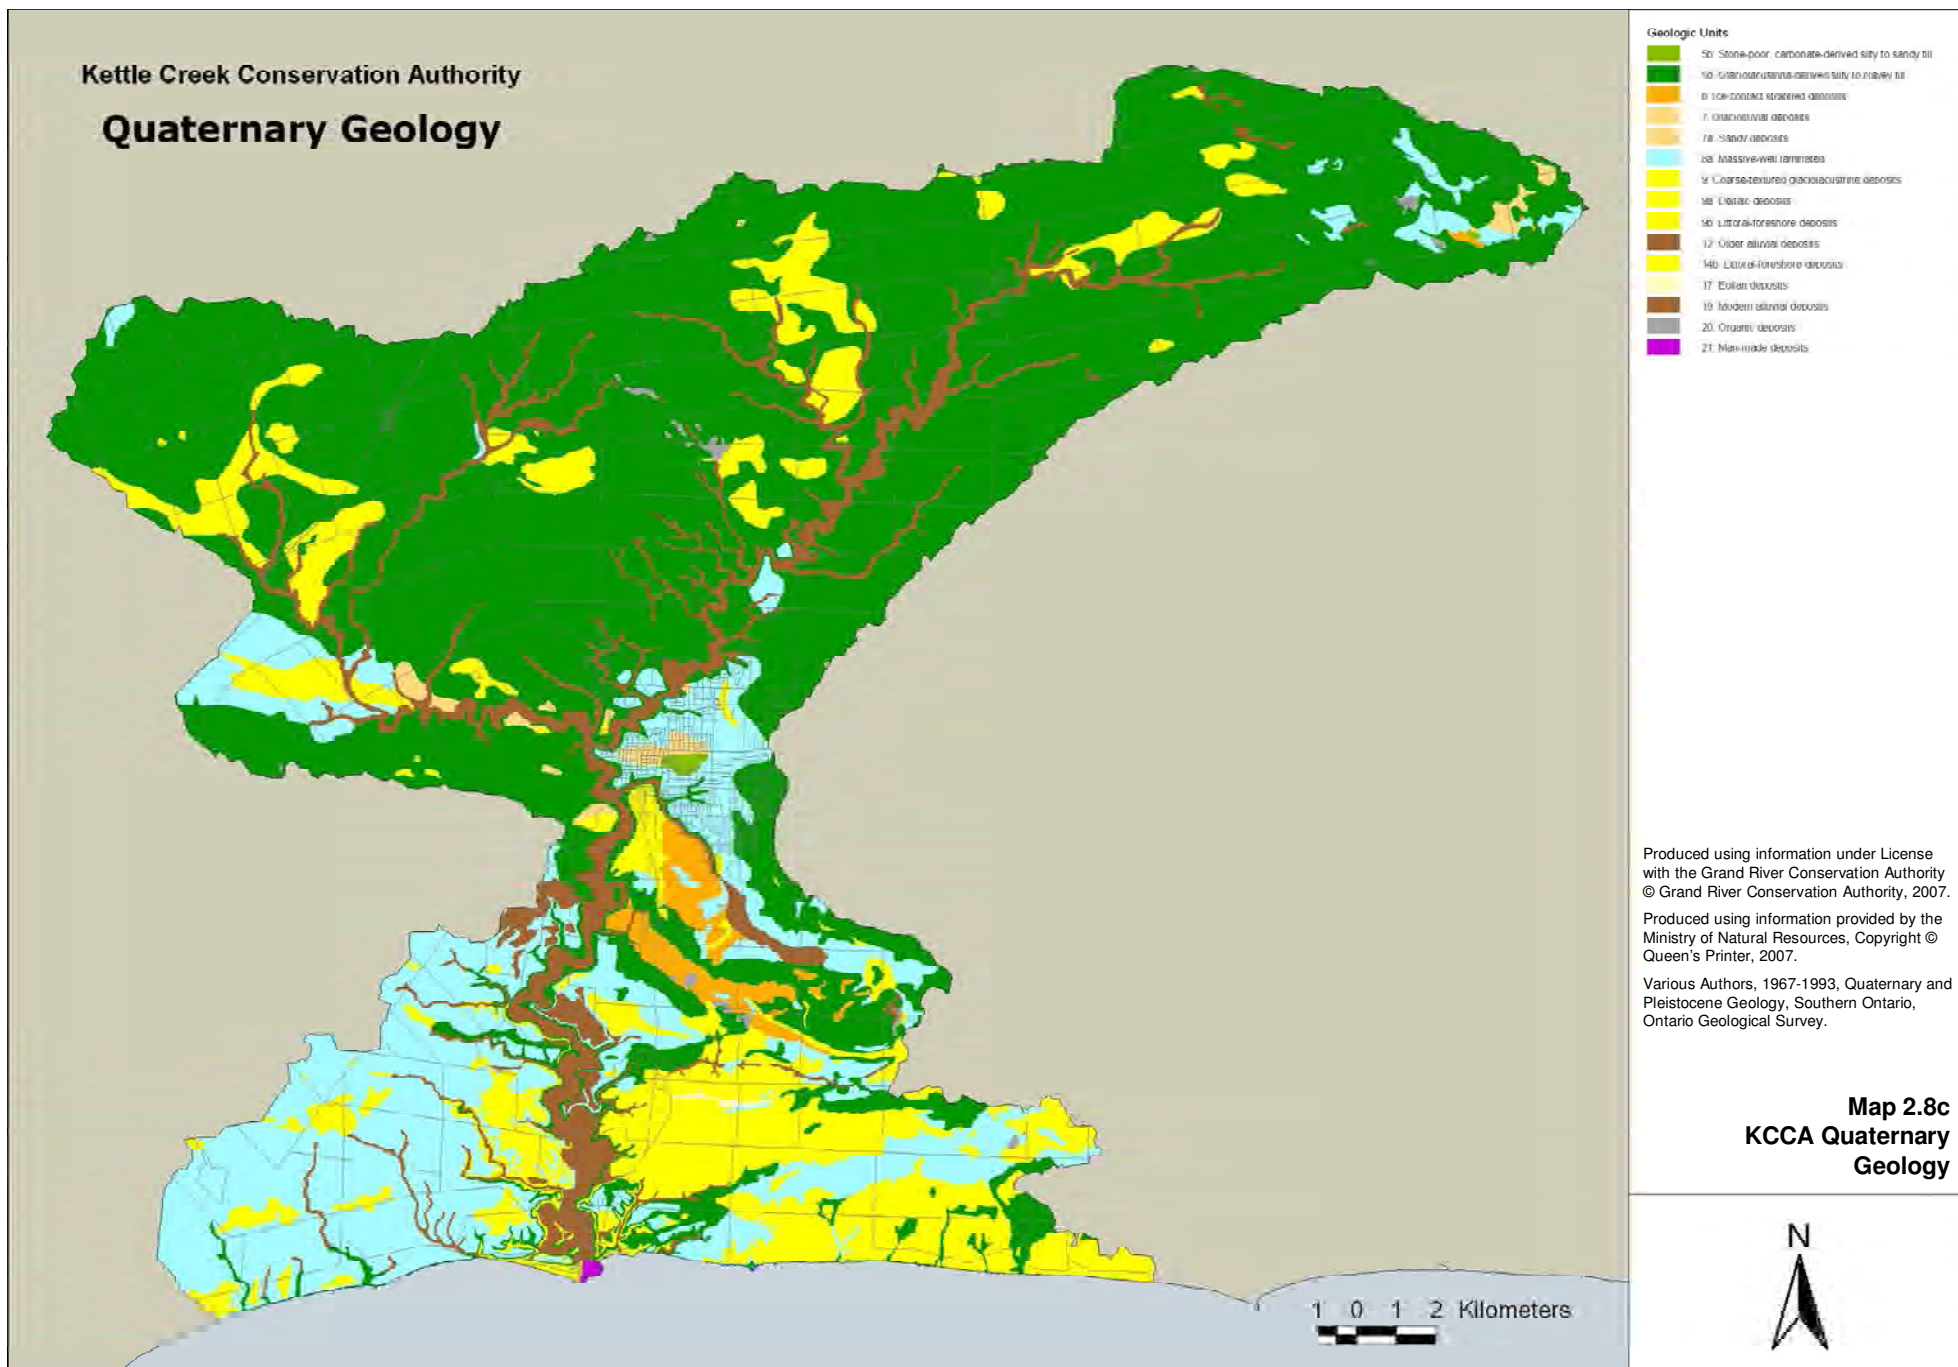 Kettle Creek Conservation Authority
Quaternary Geology
Geologic Units
5b: Stone-poor, carbonate-derived silty to sandy till
5d: Glaciolacustrine-derived silty to clayey till
6: Ice-contact stratified deposits
7: Glaciofluvial deposits
7a: Sandy deposits
8a: Massive-well laminated
9: Coarse-textured glaciolacustrine deposits
9a: Deltaic deposits
9b: Littoral-foreshore deposits
12: Older alluvial deposits
14b: Littoral-foreshore deposits
17: Eolian deposits
19: Modern alluvial deposits
20: Organic deposits
21: Man-made deposits
Produced using information under License
with the Grand River Conservation Authority
© Grand River Conservation Authority, 2007.
Produced using information provided by the
Ministry of Natural Resources, Copyright ©
Queen's Printer, 2007.
Various Authors, 1967-1993, Quaternary and
Pleistocene Geology, Southern Ontario,
Ontario Geological Survey.
Map 2.8c
KCCA Quaternary
Geology
N
1 0 1 2 Kilometers